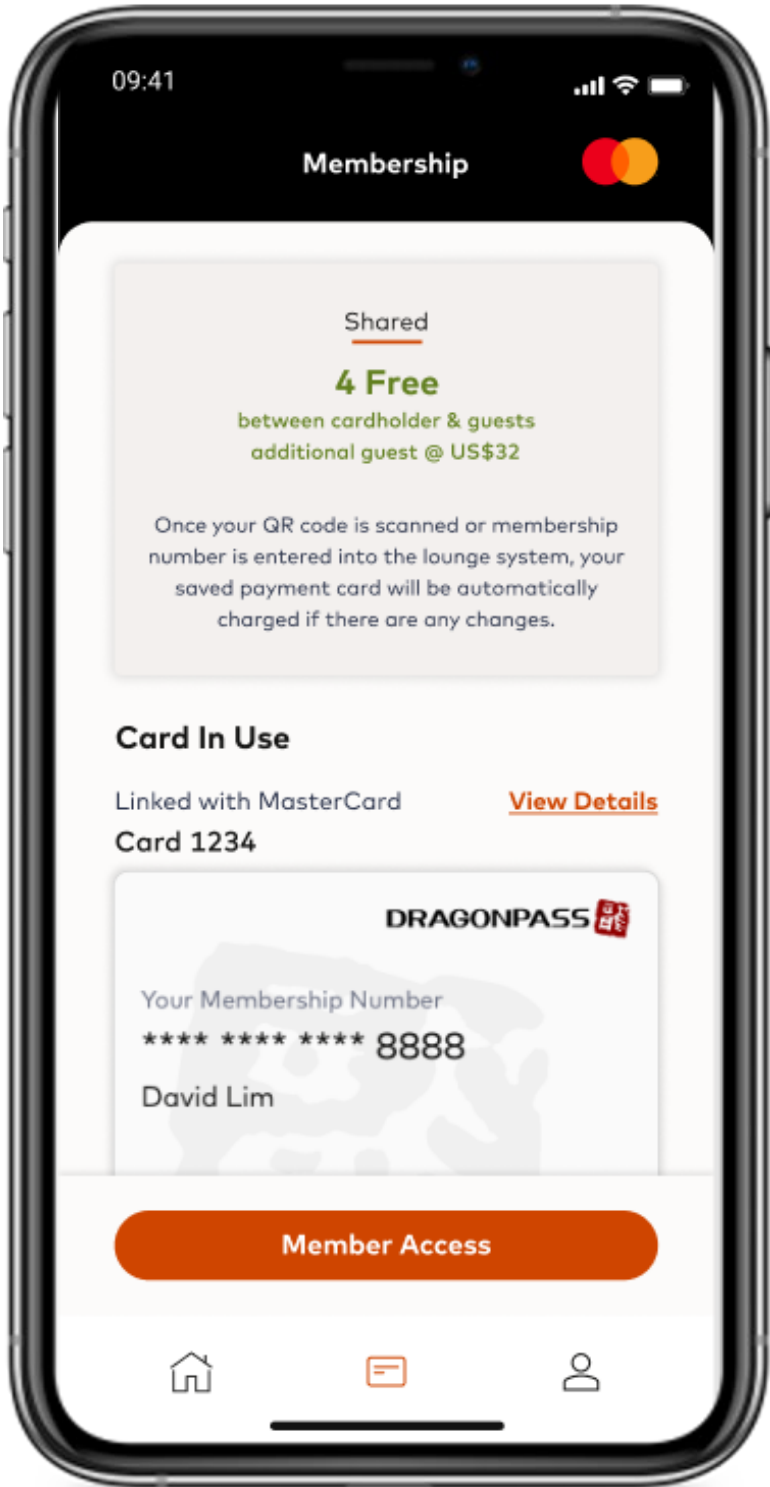 09:41
Membership
Shared
4 Free
between cardholder & guests
additional guest @ US$32
Once your QR code is scanned or membership
number is entered into the lounge system, your
saved payment card will be automatically
charged if there are any changes.
Card In Use
Linked with MasterCard
View Details
Card 1234
DRAGONPASS
Your Membership Number
**** **** **** 8888
David Lim
Member Access